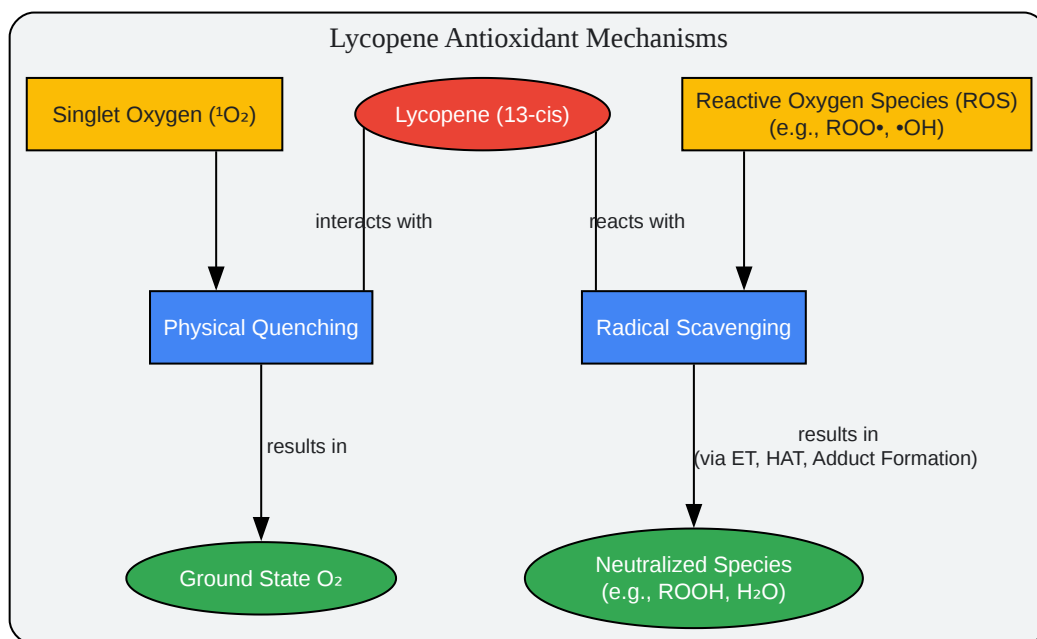 Lycopene Antioxidant Mechanisms
Singlet Oxygen (¹O₂)
Lycopene (13-cis)
Reactive Oxygen Species (ROS)
(e.g., ROO•, •OH)
interacts with
reacts with
Physical Quenching
Radical Scavenging
results in
results in
(via ET, HAT, Adduct Formation)
Ground State O₂
Neutralized Species
(e.g., ROOH, H₂O)